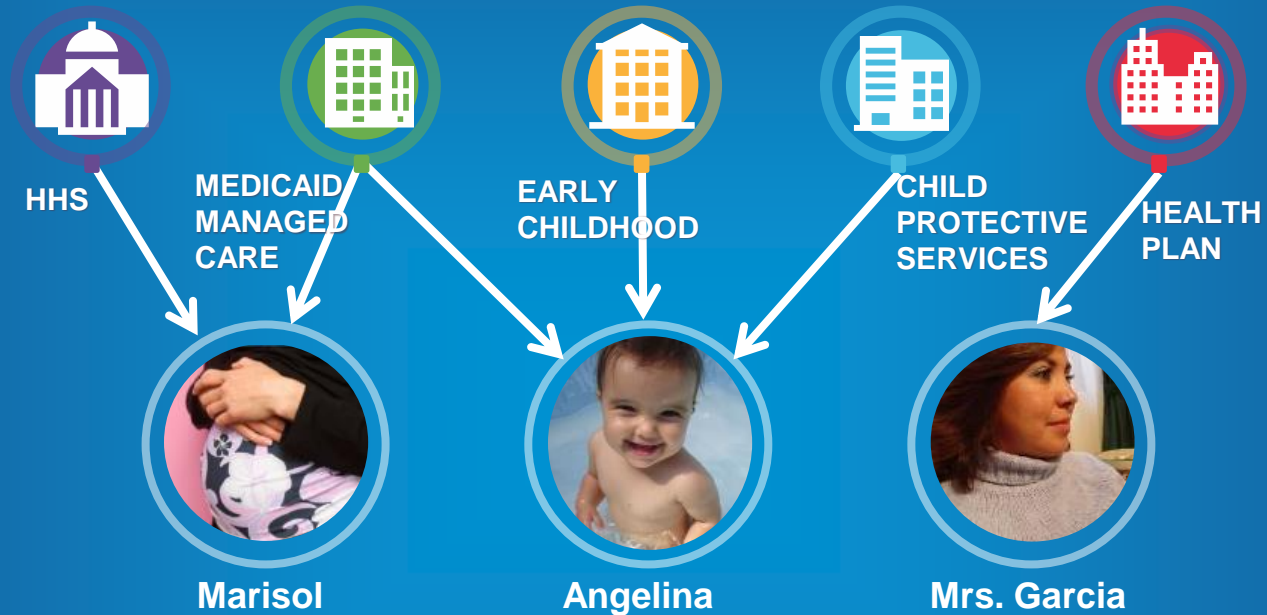 HHS
MEDICAID
MANAGED
CARE
EARLY
CHILDHOOD
CHILD
PROTECTIVE
SERVICES
HEALTH
PLAN
Marisol
Angelina
Mrs. Garcia